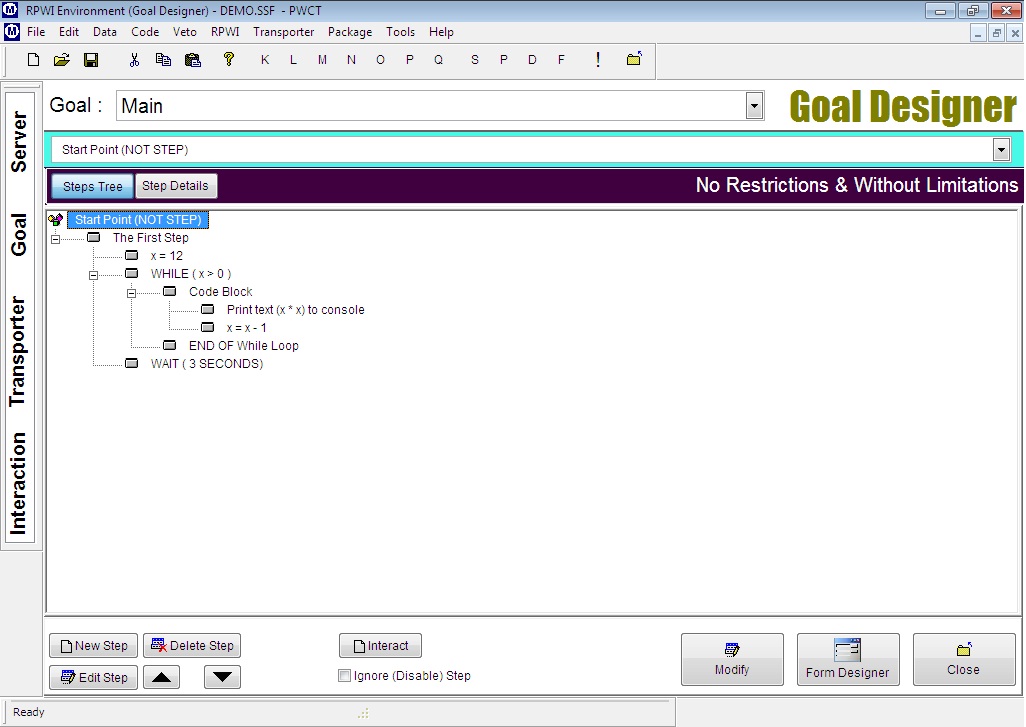 RPWI Environment (Goal Designer) - DEMO.SSF - PWCT
File Edit Data Code Veto RPWI Transporter Package Tools Help
K L M N O P Q S P D F !
Goal : Main
Goal Designer
Start Point (NOT STEP)
Steps Tree Step Details No Restrictions & Without Limitations
Start Point (NOT STEP)
The First Step
x = 12
WHILE ( x > 0 )
Code Block
Print text (x * x) to console
x = x - 1
END OF While Loop
WAIT ( 3 SECONDS)
Server
Goal
Transporter
Interaction
New Step Delete Step Interact
Edit Step Ignore (Disable) Step
Modify Form Designer Close
Ready